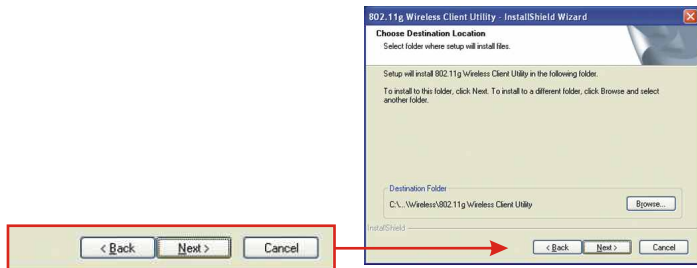 802.11g Wireless Client Utility - InstallShield Wizard
Choose Destination Location
Select folder where setup will install files.
Setup will install 802.11g Wireless Client Utility in the following folder.
To install to this folder, click Next. To install to a different folder, click Browse and select
another folder.
Destination Folder
C:\...\Wireless\802.11g Wireless Client Utility
Browse...
InstallShield
< Back Next > Cancel
< Back Next > Cancel